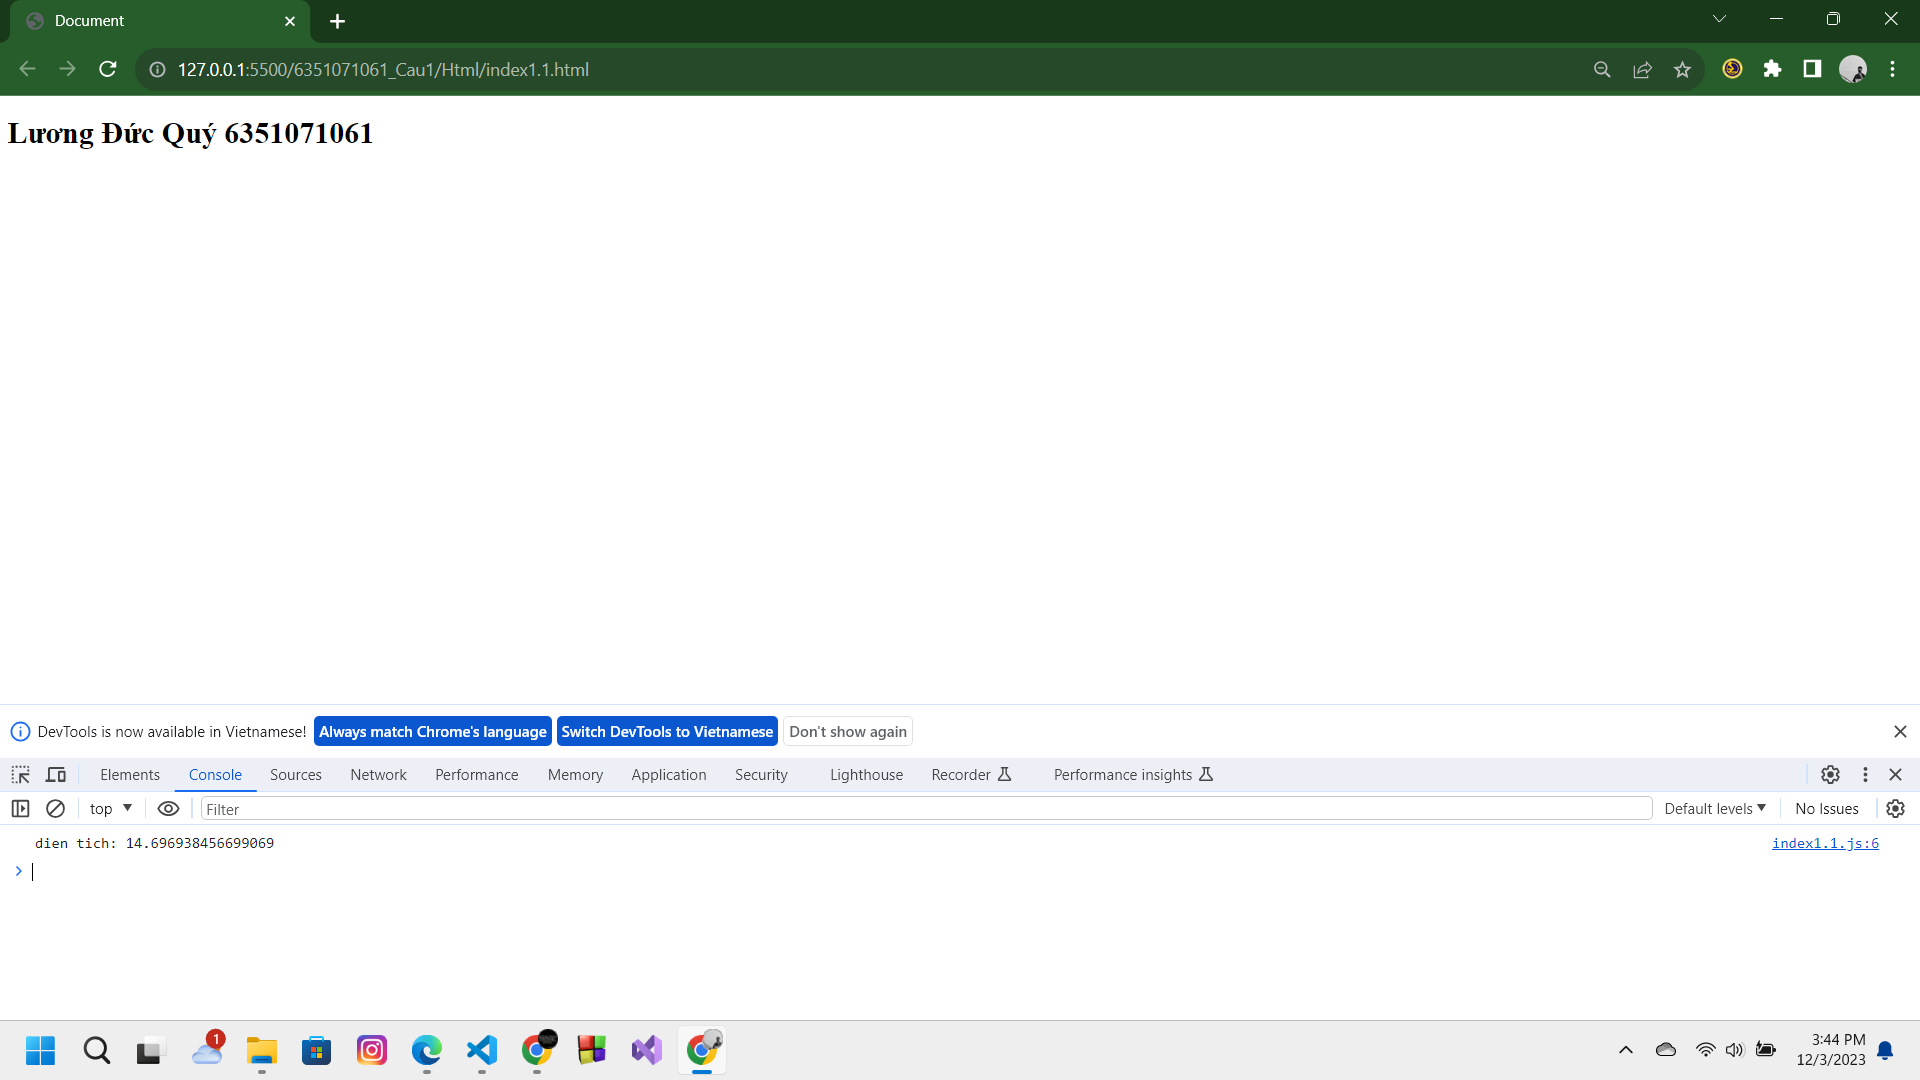 Document
127.0.0.1:5500/6351071061_Cau1/Html/index1.1.html
Lương Đức Quý 6351071061
DevTools is now available in Vietnamese! Always match Chrome's language Switch DevTools to Vietnamese Don't show again
Elements Console Sources Network Performance Memory Application Security Lighthouse Recorder Performance insights
top Filter Default levels No Issues
dien tich: 14.696938456699069 index1.1.js:6
1
3:44 PM
12/3/2023